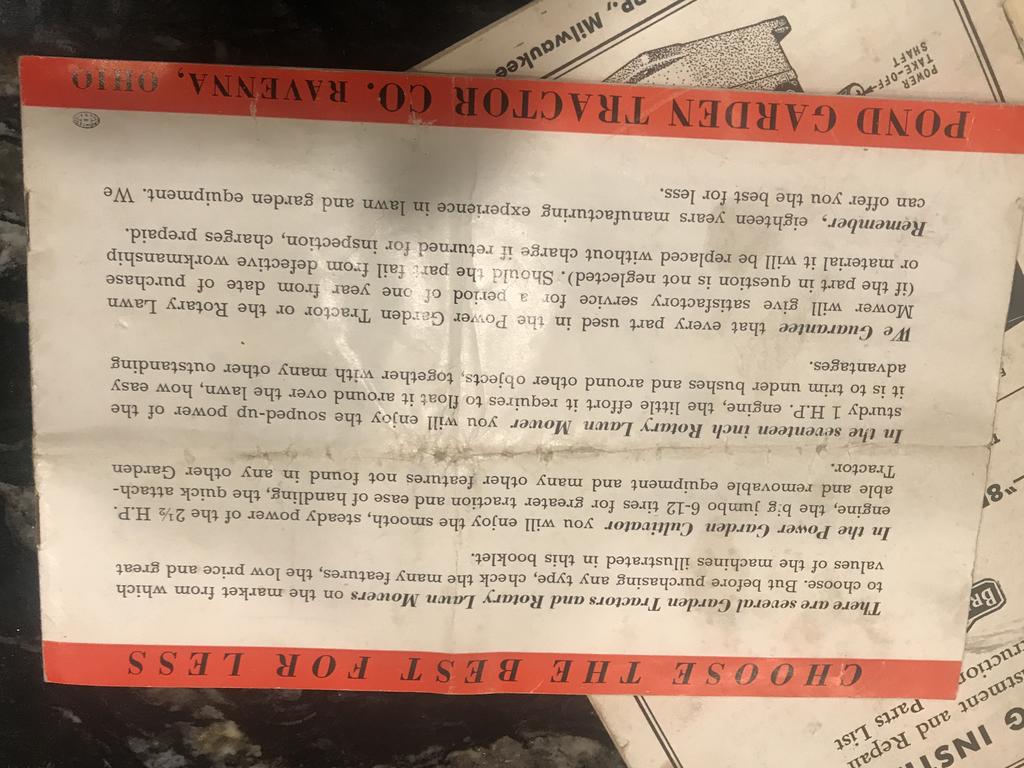 CHOOSE THE BEST FOR LESS
There are several Garden Tractors and Rotary Lawn Mowers on the market from which
to choose. But before purchasing any type, check the many features, the low price and great
values of the machines illustrated in this booklet.
In the Power Garden Cultivator you will enjoy the smooth, steady power of the 2½ H.P.
engine, the big jumbo 6-12 tires for greater traction and ease of handling, the quick attach-
able and removable equipment and many other features not found in any other Garden
Tractor.
In the seventeen inch Rotary Lawn Mower you will enjoy the souped-up power of the
sturdy 1 H.P. engine, the little effort it requires to float it around over the lawn, how easy
it is to trim under bushes and around other objects, together with many other outstanding
advantages.
We Guarantee that every part used in the Power Garden Tractor or the Rotary Lawn
Mower will give satisfactory service for a period of one year from date of purchase
(if the part in question is not neglected). Should the part fail from defective workmanship
or material it will be replaced without charge if returned for inspection, charges prepaid.
Remember, eighteen years manufacturing experience in lawn and garden equipment. We
can offer you the best for less.
POND GARDEN TRACTOR CO. RAVENNA, OHIO
Milwaukee
POWER
TAKE-OFF
SHAFT
and Repair
Parts List